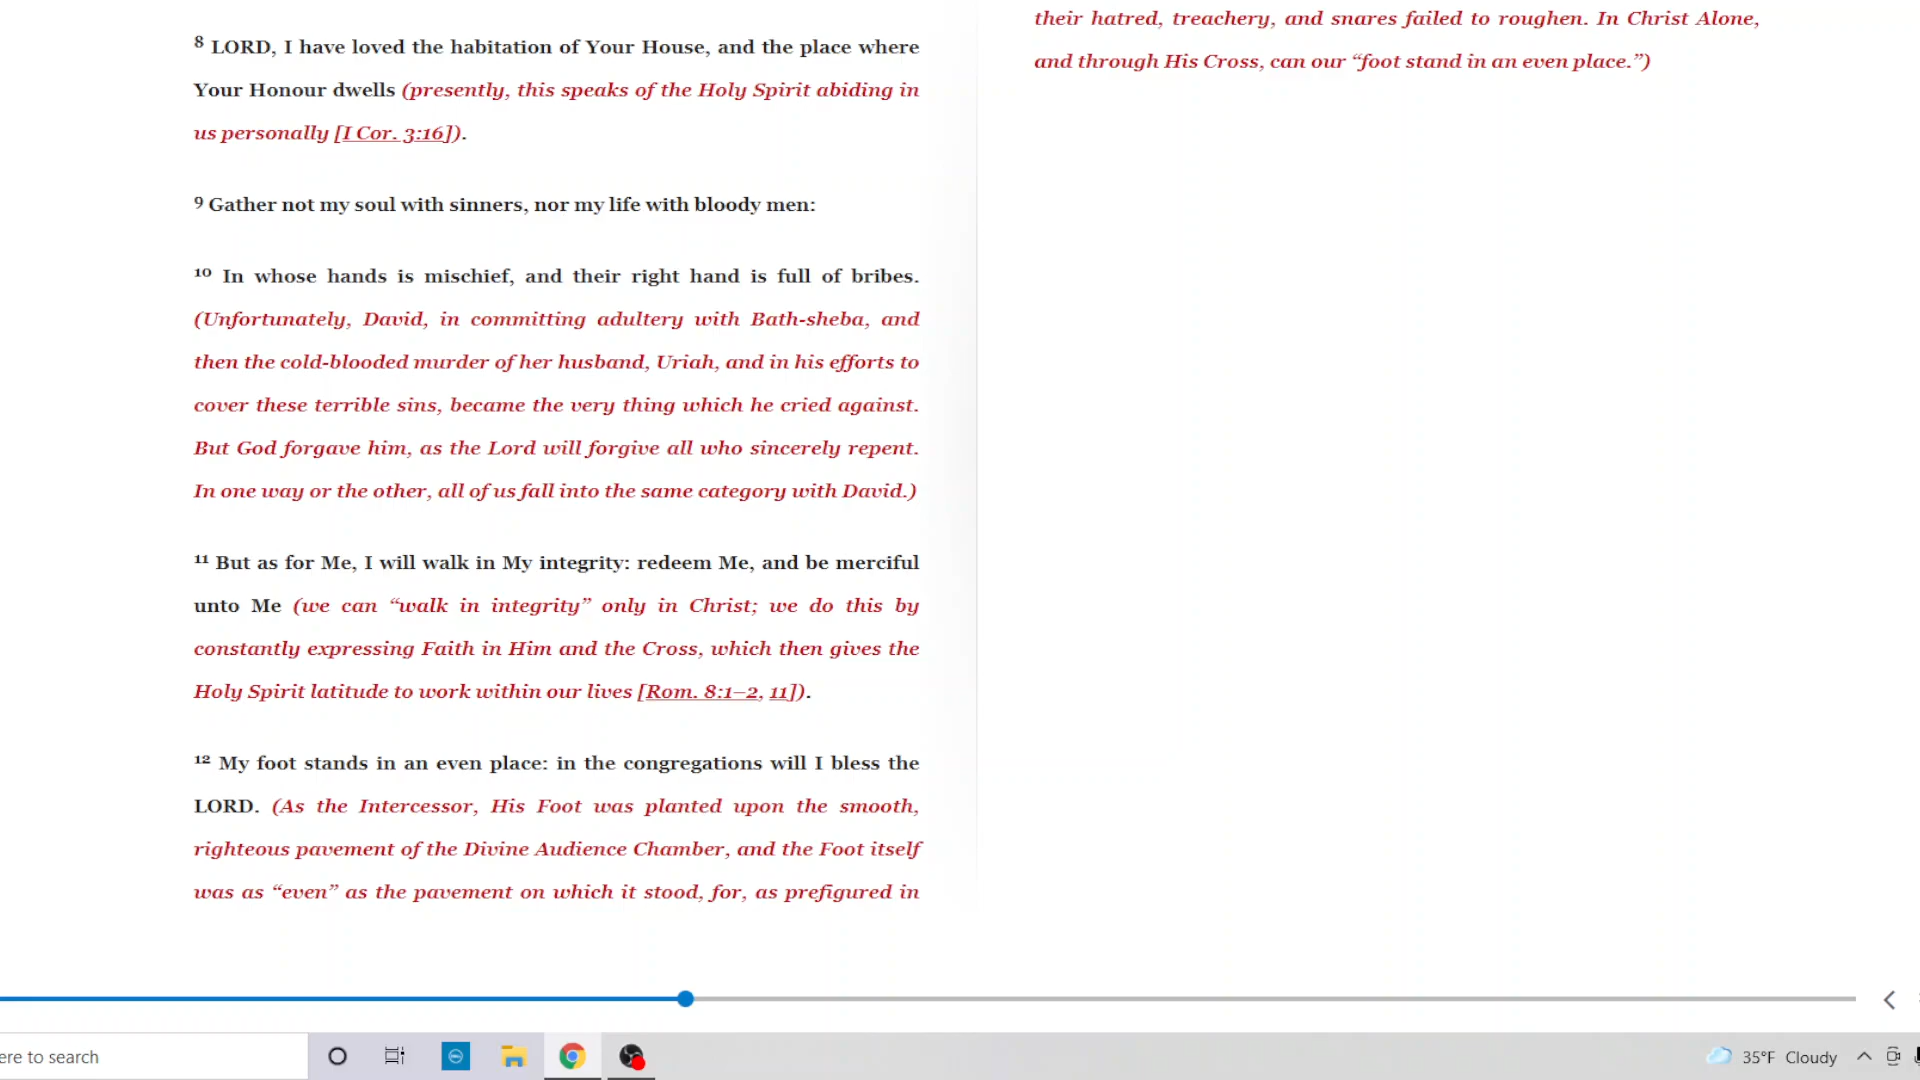 8 LORD, I have loved the habitation of Your House, and the place where
Your Honour dwells (presently, this speaks of the Holy Spirit abiding in
us personally [I Cor. 3:16]).
9 Gather not my soul with sinners, nor my life with bloody men:
10 In whose hands is mischief, and their right hand is full of bribes.
(Unfortunately, David, in committing adultery with Bath-sheba, and
then the cold-blooded murder of her husband, Uriah, and in his efforts to
cover these terrible sins, became the very thing which he cried against.
But God forgave him, as the Lord will forgive all who sincerely repent.
In one way or the other, all of us fall into the same category with David.)
11 But as for Me, I will walk in My integrity: redeem Me, and be merciful
unto Me (we can “walk in integrity” only in Christ; we do this by
constantly expressing Faith in Him and the Cross, which then gives the
Holy Spirit latitude to work within our lives [Rom. 8:1–2, 11]).
12 My foot stands in an even place: in the congregations will I bless the
LORD. (As the Intercessor, His Foot was planted upon the smooth,
righteous pavement of the Divine Audience Chamber, and the Foot itself
was as “even” as the pavement on which it stood, for, as prefigured in
their hatred, treachery, and snares failed to roughen. In Christ Alone,
and through His Cross, can our “foot stand in an even place.”)
ere to search
35°F Cloudy